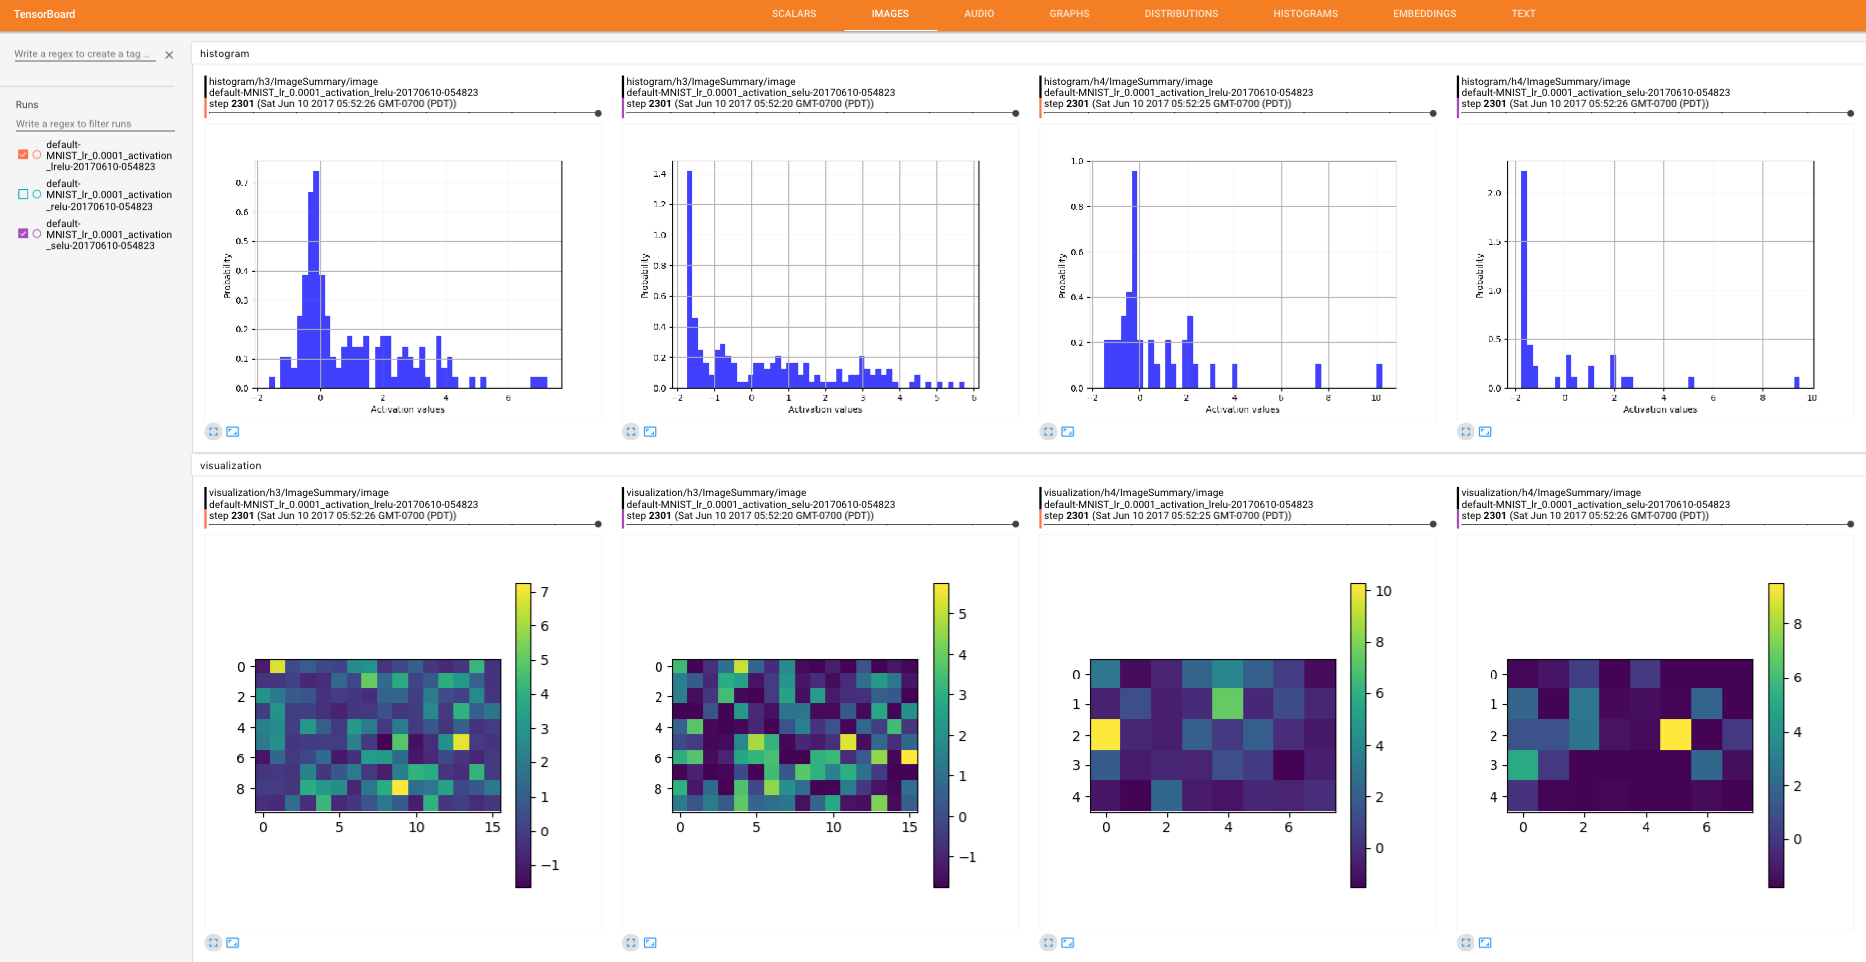 TensorBoard
SCALARS
IMAGES
AUDIO
GRAPHS
DISTRIBUTIONS
HISTOGRAMS
EMBEDDINGS
TEXT
Write a regex to create a tag ...
Runs
Write a regex to filter runs
default-
MNIST_lr_0.0001_activation
_lrelu-20170610-054823
default-
MNIST_lr_0.0001_activation
_relu-20170610-054823
default-
MNIST_lr_0.0001_activation
_selu-20170610-054823
histogram
histogram/h3/ImageSummary/image
default-MNIST_lr_0.0001_activation_lrelu-20170610-054823
step 2301 (Sat Jun 10 2017 05:52:26 GMT-0700 (PDT))
0.7
0.6
0.5
0.4
0.3
0.2
0.1
0.0
Probability
−2 0 2 4 6
Activation values
histogram/h3/ImageSummary/image
default-MNIST_lr_0.0001_activation_selu-20170610-054823
step 2301 (Sat Jun 10 2017 05:52:20 GMT-0700 (PDT))
1.4
1.2
1.0
0.8
0.6
0.4
0.2
0.0
Probability
−2 −1 0 1 2 3 4 5 6
Activation values
histogram/h4/ImageSummary/image
default-MNIST_lr_0.0001_activation_lrelu-20170610-054823
step 2301 (Sat Jun 10 2017 05:52:25 GMT-0700 (PDT))
1.0
0.8
0.6
0.4
0.2
0.0
Probability
−2 0 2 4 6 8 10
Activation values
histogram/h4/ImageSummary/image
default-MNIST_lr_0.0001_activation_selu-20170610-054823
step 2301 (Sat Jun 10 2017 05:52:26 GMT-0700 (PDT))
2.0
1.5
1.0
0.5
0.0
Probability
−2 0 2 4 6 8 10
Activation values
visualization
visualization/h3/ImageSummary/image
default-MNIST_lr_0.0001_activation_lrelu-20170610-054823
step 2301 (Sat Jun 10 2017 05:52:26 GMT-0700 (PDT))
0
2
4
6
8
0 5 10 15
7
6
5
4
3
2
1
0
−1
visualization/h3/ImageSummary/image
default-MNIST_lr_0.0001_activation_selu-20170610-054823
step 2301 (Sat Jun 10 2017 05:52:20 GMT-0700 (PDT))
0
2
4
6
8
0 5 10 15
5
4
3
2
1
0
−1
visualization/h4/ImageSummary/image
default-MNIST_lr_0.0001_activation_lrelu-20170610-054823
step 2301 (Sat Jun 10 2017 05:52:25 GMT-0700 (PDT))
0
1
2
3
4
0 2 4 6
10
8
6
4
2
0
visualization/h4/ImageSummary/image
default-MNIST_lr_0.0001_activation_selu-20170610-054823
step 2301 (Sat Jun 10 2017 05:52:26 GMT-0700 (PDT))
0
1
2
3
4
0 2 4 6
8
6
4
2
0